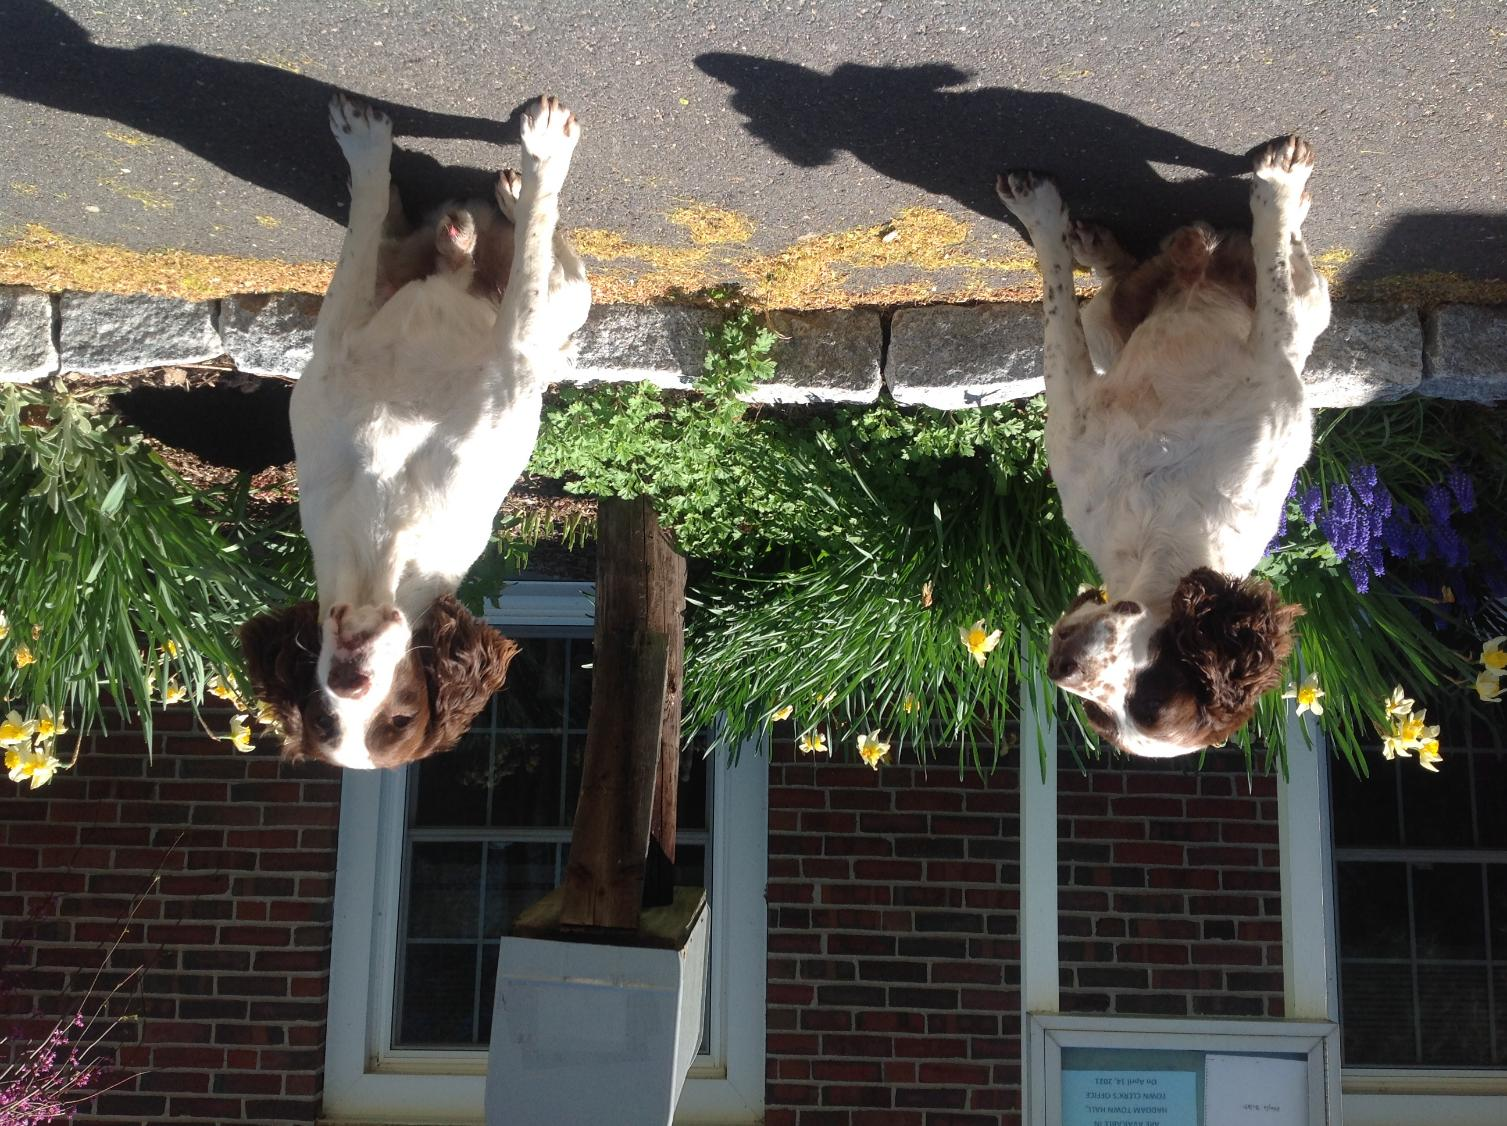 ARE AVAILABLE IN
HADDAM TOWN HALL,
TOWN CLERK'S OFFICE
On April 14, 2021